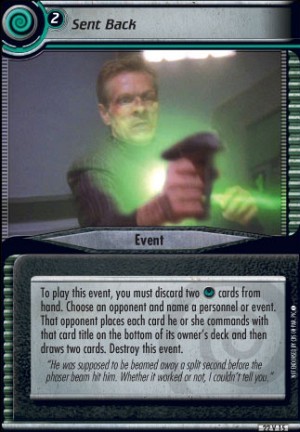 2
Sent Back
Event
To play this event, you must discard two cards from
hand. Choose an opponent and name a personnel or event.
That opponent places each card he or she commands with
that card title on the bottom of its owner's deck and then
draws two cards. Destroy this event.
"He was supposed to be beamed away a split second before the
phaser beam hit him. Whether it worked or not, I couldn't tell you."
22 V 15